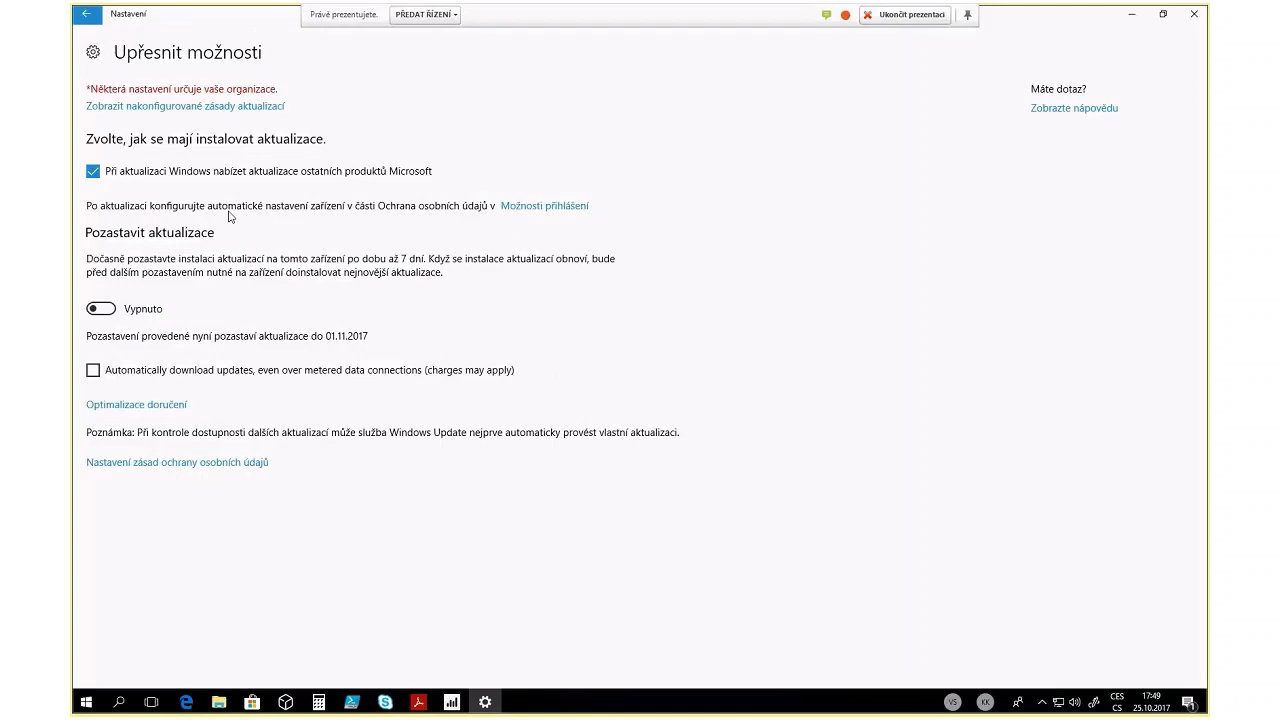 Nastavení
Právě prezentujete.
PŘEDAT ŘÍZENÍ
Ukončit prezentaci
Upřesnit možnosti
*Některá nastavení určuje vaše organizace.
Zobrazit nakonfigurované zásady aktualizací
Máte dotaz?
Zobrazte nápovědu
Zvolte, jak se mají instalovat aktualizace.
Při aktualizaci Windows nabízet aktualizace ostatních produktů Microsoft
Po aktualizaci konfigurujte automatické nastavení zařízení v části Ochrana osobních údajů v Možnosti přihlášení
Pozastavit aktualizace
Dočasně pozastavte instalaci aktualizací na tomto zařízení po dobu až 7 dní. Když se instalace aktualizací obnoví, bude
před dalším pozastavením nutné na zařízení doinstalovat nejnovější aktualizace.
Vypnuto
Pozastavení provedené nyní pozastaví aktualizace do 01.11.2017
Automatically download updates, even over metered data connections (charges may apply)
Optimalizace doručení
Poznámka: Při kontrole dostupnosti dalších aktualizací může služba Windows Update nejprve automaticky provést vlastní aktualizaci.
Nastavení zásad ochrany osobních údajů
VS
KK
CES
CS
17:49
25.10.2017
1